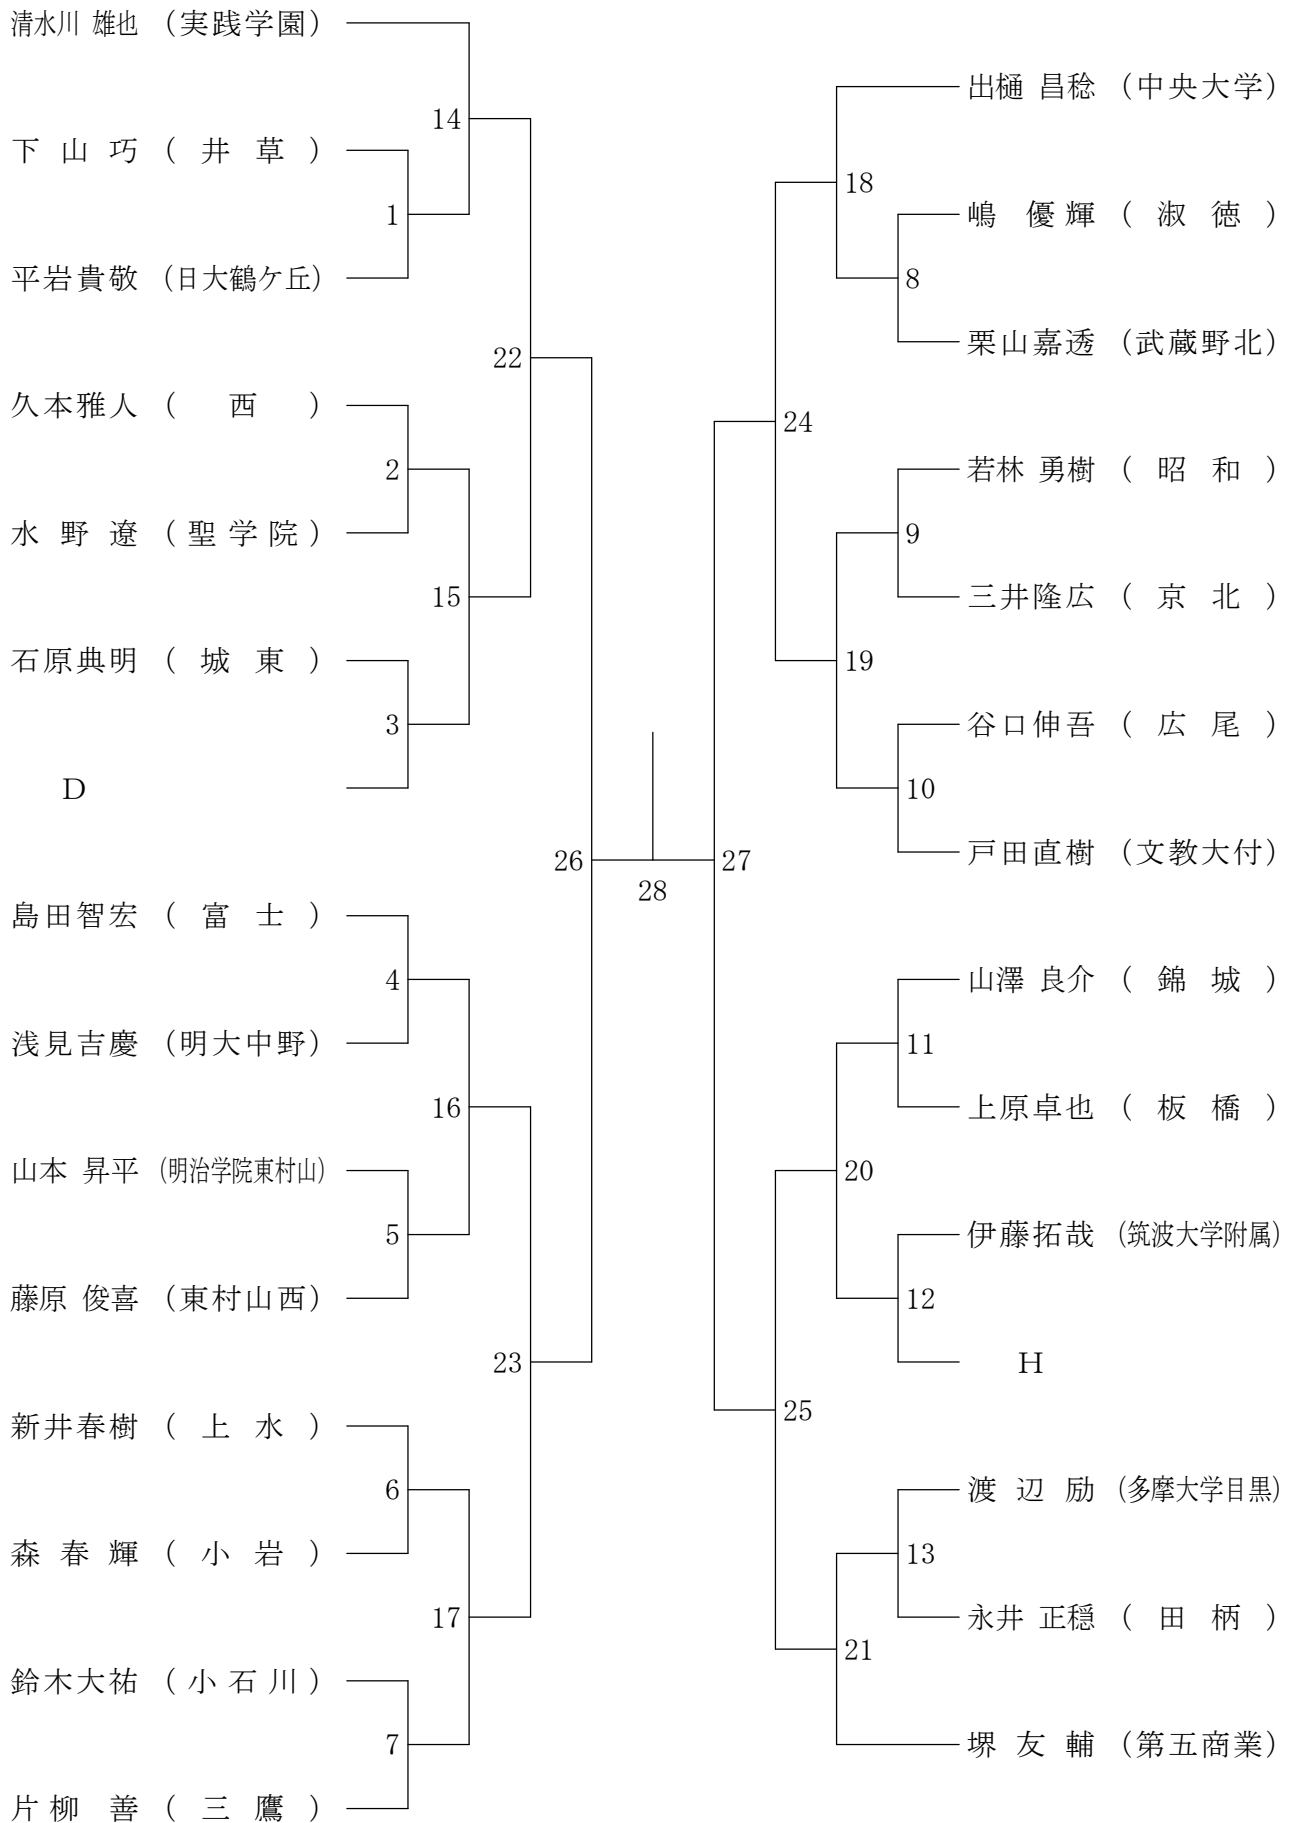 清水川 雄也 （実践学園）
14
下 山 巧 （ 井 草 ）
1
平岩貴敬 （日大鶴ケ丘）
22
久本雅人 （ 西 ）
2
水 野 遼 （聖学院）
15
石原典明 （ 城 東 ）
3
D
26
島田智宏 （ 富 士 ）
4
浅見吉慶 （明大中野）
16
山本 昇平 （明治学院東村山）
5
藤原 俊喜 （東村山西）
23
新井春樹 （ 上 水 ）
6
森 春 輝 （ 小 岩 ）
17
鈴木大祐 （小石川）
7
片柳 善 （ 三 鷹 ）
28
出樋 昌稔 （中央大学）
18
嶋 優輝 （ 淑 徳 ）
8
栗山嘉透 （武蔵野北）
24
若林 勇樹 （ 昭 和 ）
9
三井隆広 （ 京 北 ）
19
谷口伸吾 （ 広 尾 ）
10
戸田直樹 （文教大付）
27
山澤 良介 （ 錦 城 ）
11
上原卓也 （ 板 橋 ）
20
伊藤拓哉 （筑波大学附属）
12
H
25
渡 辺 励 （多摩大学目黒）
13
永井 正穏 （ 田 柄 ）
21
堺 友 輔 （第五商業）